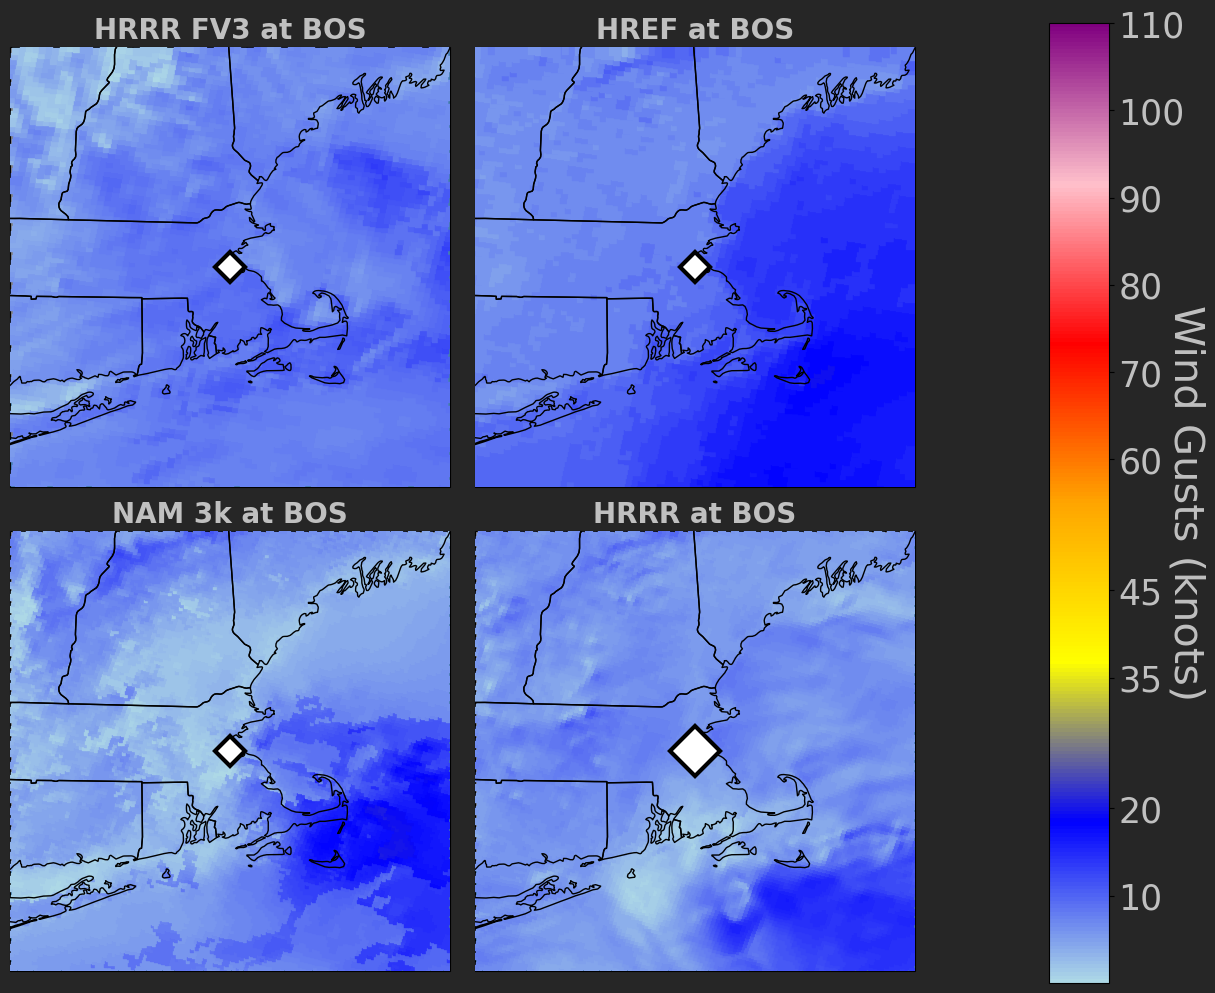 HRRR FV3 at BOS
HREF at BOS
NAM 3k at BOS
HRRR at BOS
110
100
90
80
70
60
45
35
20
10
Wind Gusts (knots)